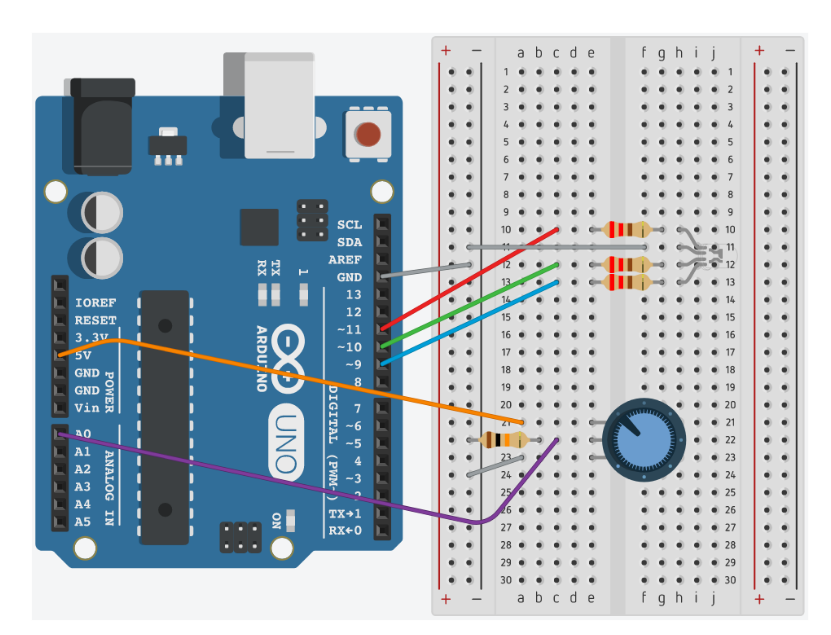 SCL
SDA
AREF
GND
13
12
~11
~10
~9
8
7
~6
~5
4
~3
2
TX→1
RX←0
DIGITAL (PWM~)
IOREF
RESET
3.3V
5V
GND
GND
Vin
POWER
A0
A1
A2
A3
A4
A5
ANALOG IN
RX
TX
L
ARDUINO
UNO
ON
+ − a b c d e f g h i j + −
1 1
2 2
3 3
4 4
5 5
6 6
7 7
8 8
9 9
10 10
11 11
12 12
13 13
14 14
15 15
16 16
17 17
18 18
19 19
20 20
21 21
22 22
23 23
24 24
25 25
26 26
27 27
28 28
29 29
30 30
+ − a b c d e f g h i j + −